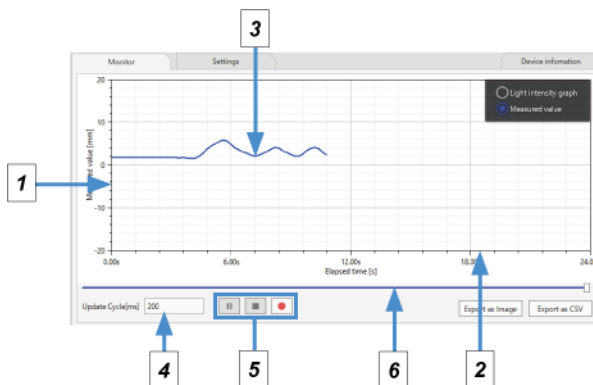 3
Monitor Settings Device infomation
20
Light intensity graph
Measured value
10
Measured value [mm]
1
0
-10
-20
0.00s 6.00s 12.00s 18.00s 24.0
Elapsed time [s]
Update Cycle[ms] 200 Export as Image Export as CSV
4 5 6 2